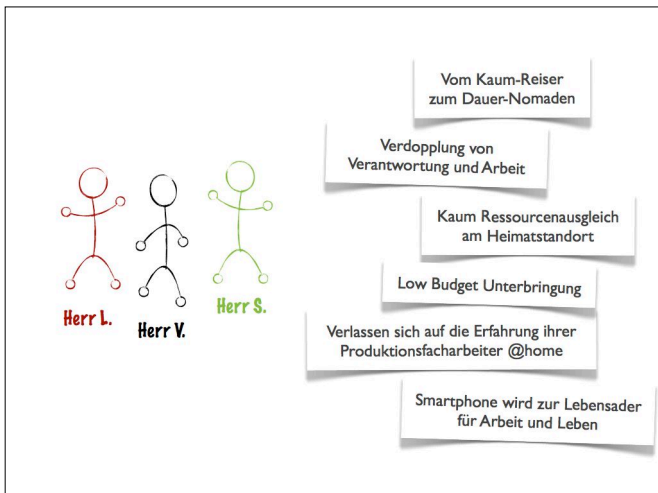 Vom Kaum-Reiser
zum Dauer-Nomaden
Verdopplung von
Verantwortung und Arbeit
Kaum Ressourcenausgleich
am Heimatstandort
Low Budget Unterbringung
Verlassen sich auf die Erfahrung ihrer
Produktionsfacharbeiter @home
Smartphone wird zur Lebensader
für Arbeit und Leben
Herr L.
Herr V.
Herr S.